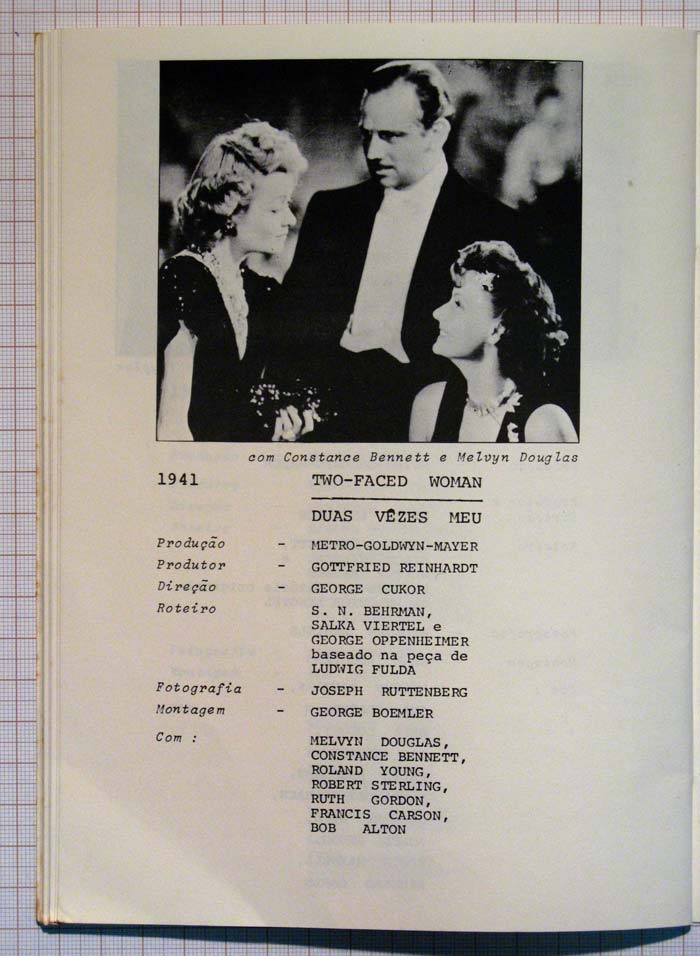 com Constance Bennett e Melvyn Douglas
1941 TWO-FACED WOMAN
DUAS VÊZES MEU
Produção - METRO-GOLDWYN-MAYER
Produtor - GOTTFRIED REINHARDT
Direção - GEORGE CUKOR
Roteiro S. N. BEHRMAN,
SALKA VIERTEL e
GEORGE OPPENHEIMER
baseado na peça de
LUDWIG FULDA
Fotografia - JOSEPH RUTTENBERG
Montagem - GEORGE BOEMLER
Com : MELVYN DOUGLAS,
CONSTANCE BENNETT,
ROLAND YOUNG,
ROBERT STERLING,
RUTH GORDON,
FRANCIS CARSON,
BOB ALTON